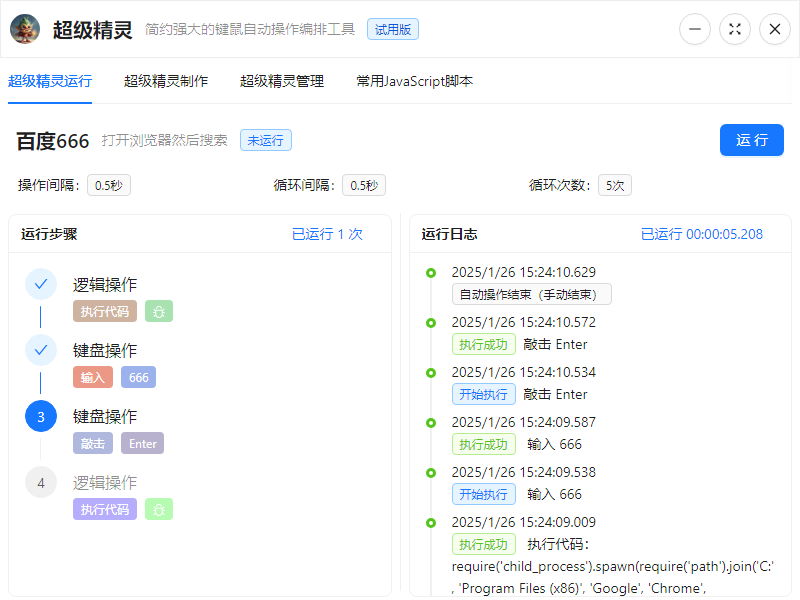 超级精灵 简约强大的键鼠自动操作编排工具 试用版
超级精灵运行 超级精灵制作 超级精灵管理 常用JavaScript脚本
百度666 打开浏览器然后搜索 未运行 运 行
操作间隔： 0.5秒 循环间隔： 0.5秒 循环次数： 5次
运行步骤 已运行 1 次
逻辑操作
执行代码
键盘操作
输入 666
3 键盘操作
敲击 Enter
4 逻辑操作
执行代码
运行日志 已运行 00:00:05.208
2025/1/26 15:24:10.629
自动操作结束（手动结束）
2025/1/26 15:24:10.572
执行成功 敲击 Enter
2025/1/26 15:24:10.534
开始执行 敲击 Enter
2025/1/26 15:24:09.587
执行成功 输入 666
2025/1/26 15:24:09.538
开始执行 输入 666
2025/1/26 15:24:09.009
执行成功 执行代码：
require('child_process').spawn(require('path').join('C:'
, 'Program Files (x86)', 'Google', 'Chrome',